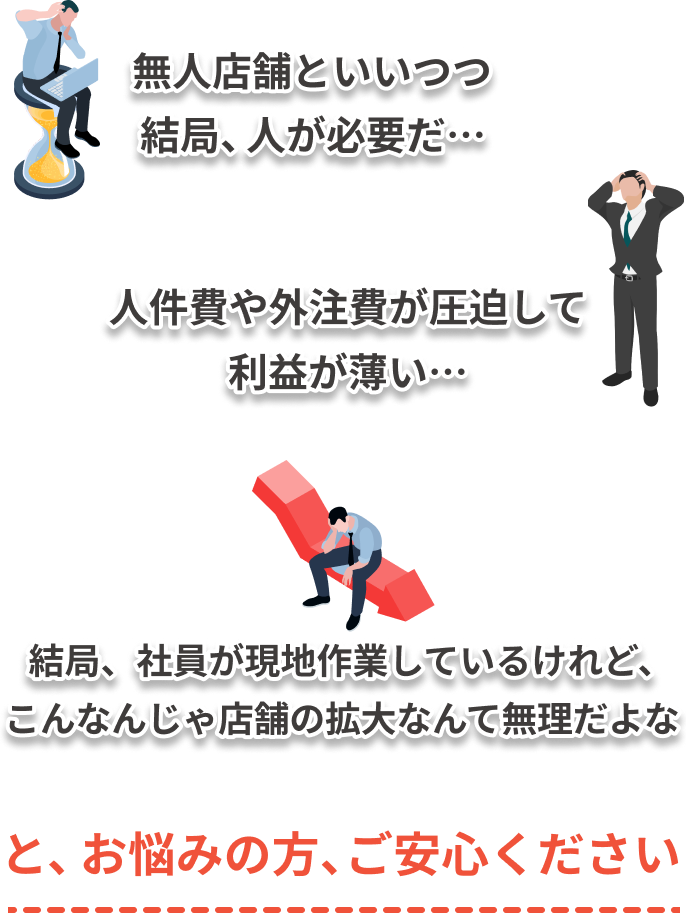 無人店舗といいつつ
結局、人が必要だ…
人件費や外注費が圧迫して
利益が薄い…
結局、社員が現地作業しているけれど、
こんなんじゃ店舗の拡大なんて無理だよな
と、お悩みの方、ご安心ください